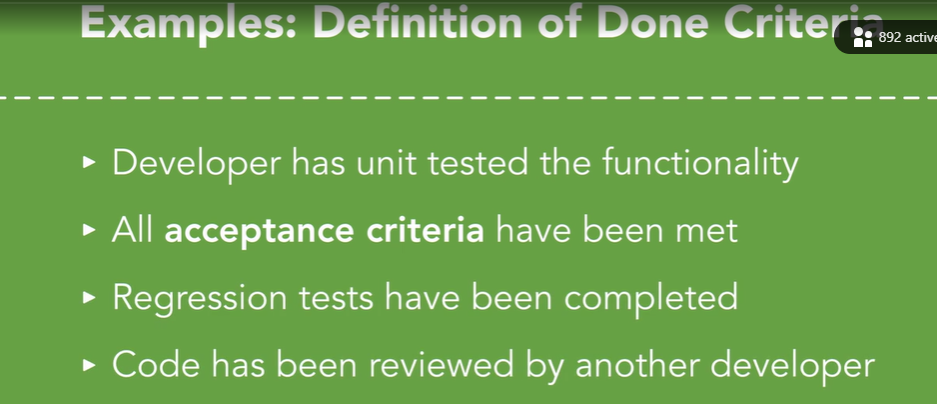 Examples: Definition of Done Criteria
892 active
▸ Developer has unit tested the functionality
▸ All acceptance criteria have been met
▸ Regression tests have been completed
▸ Code has been reviewed by another developer